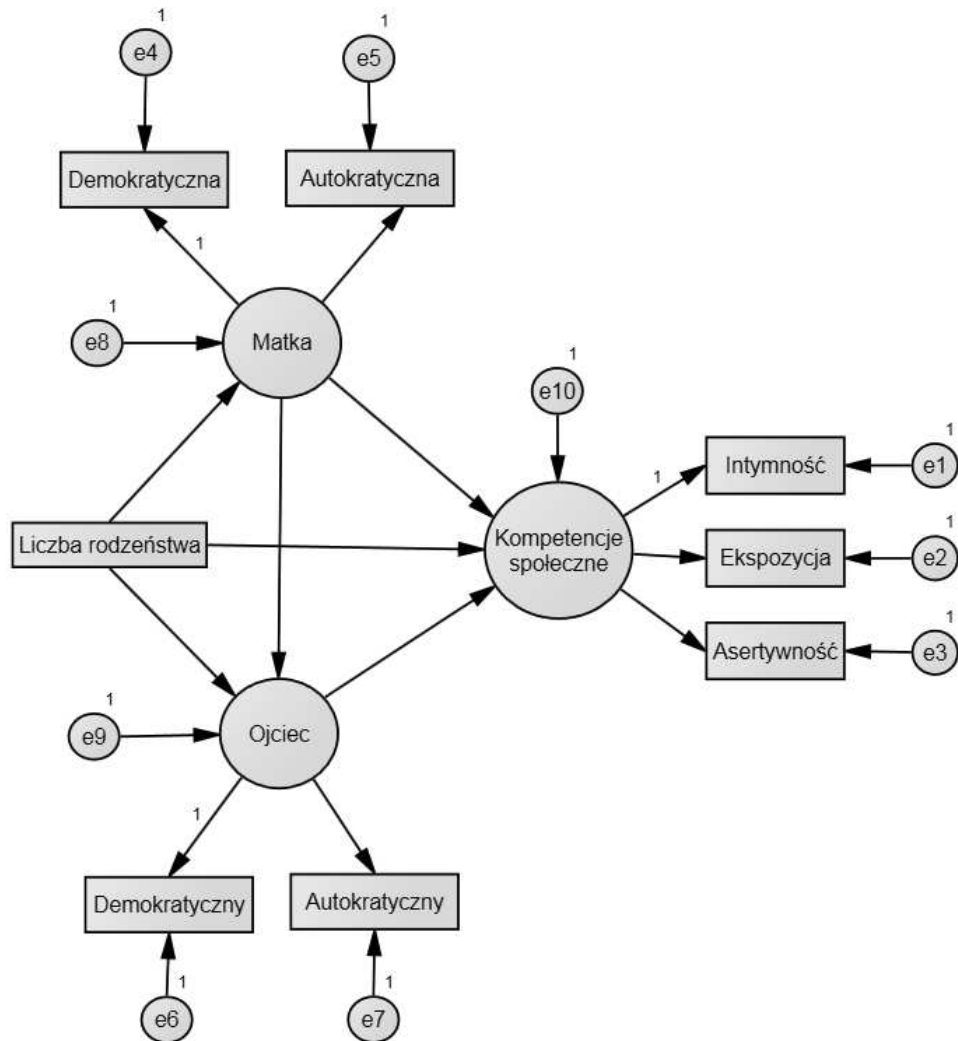 1
e4
1
e5
Demokratyczna
Autokratyczna
1
1
e8
Matka
1
e10
1
Intymność
1
e1
Liczba rodzeństwa
Kompetencje
społeczne
Ekspozycja
1
e2
Asertywność
1
e3
1
e9
Ojciec
1
Demokratyczny
Autokratyczny
1
e6
1
e7